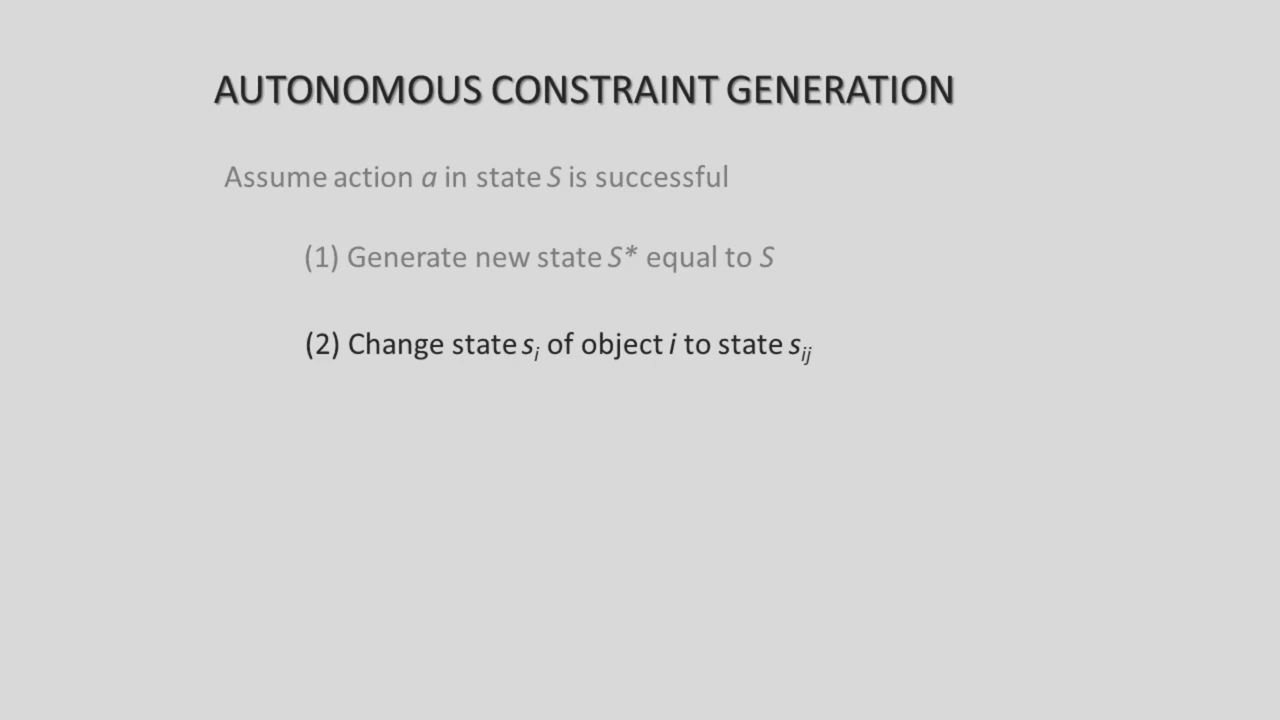 AUTONOMOUS CONSTRAINT GENERATION
Assume action a in state S is successful
(1) Generate new state S* equal to S
(2) Change state sᵢ of object i to state sᵢⱼ